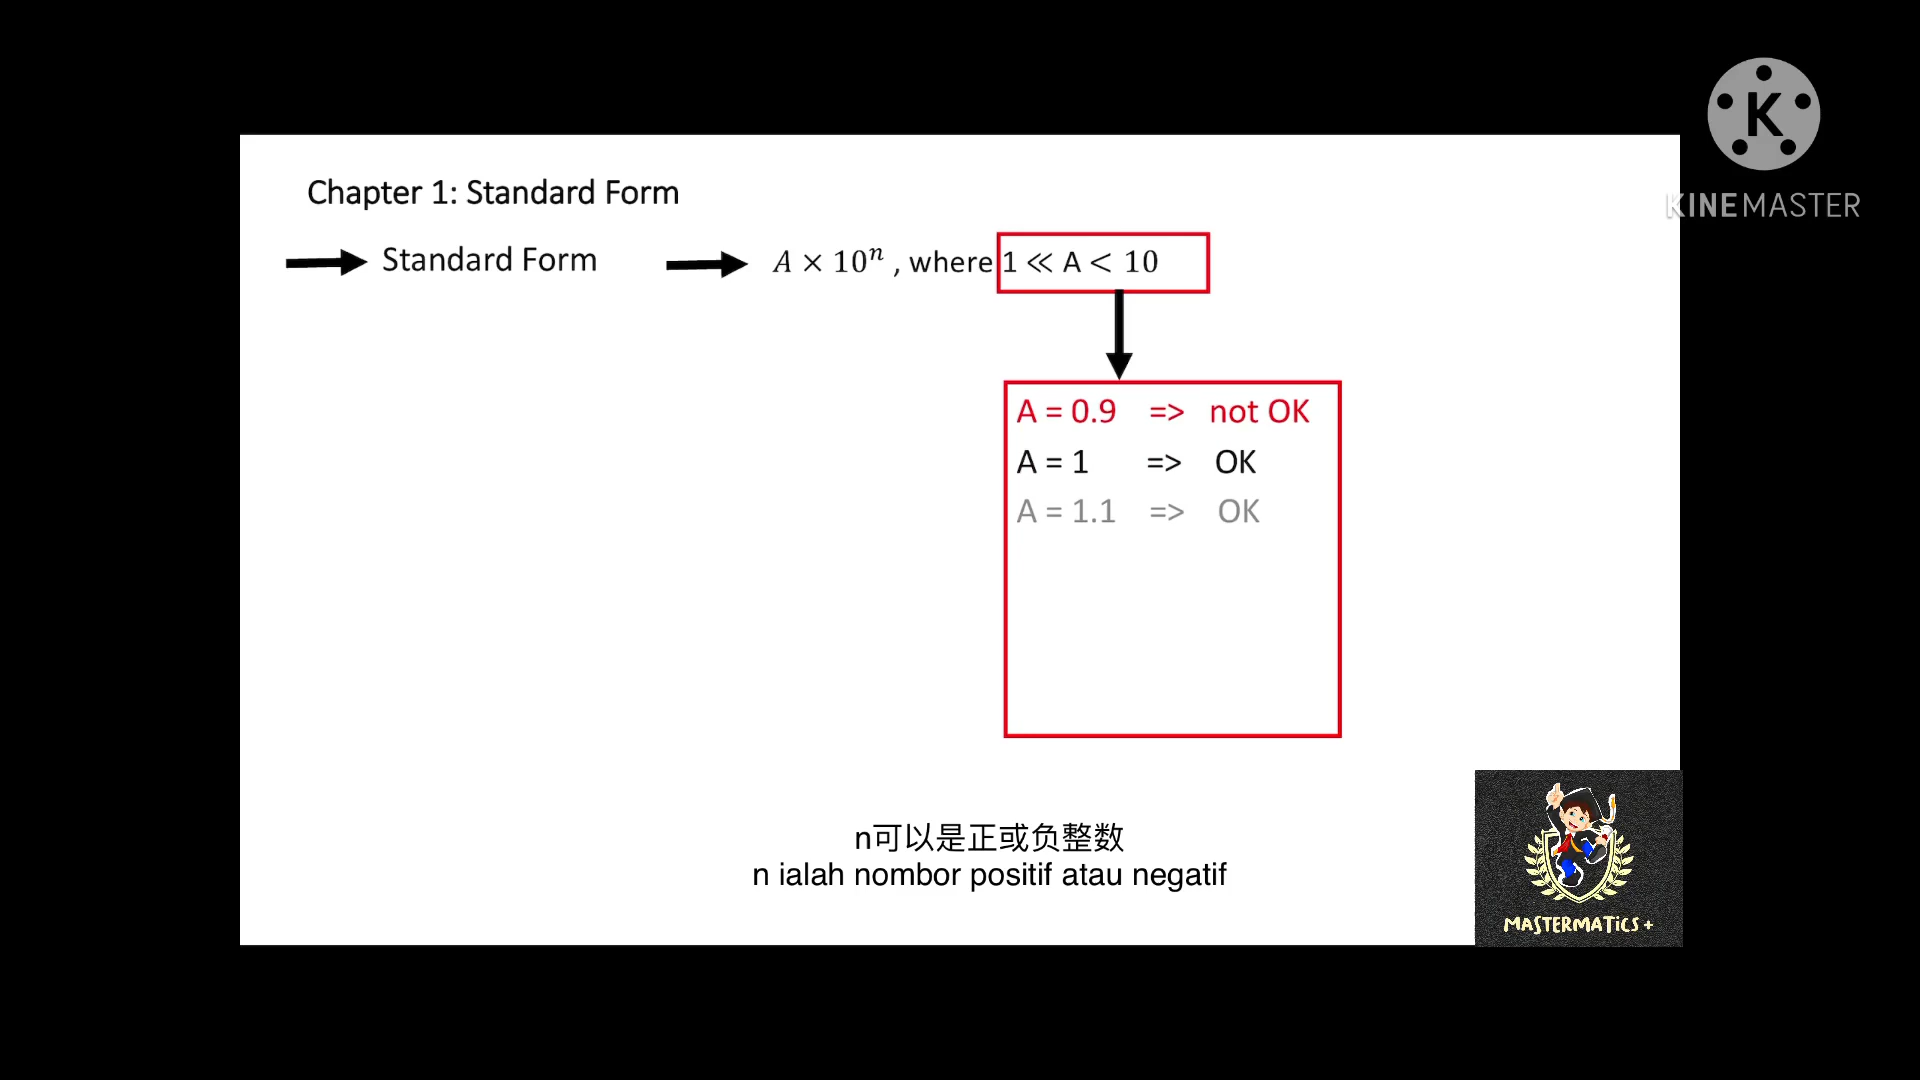 K
KINEMASTER
Chapter 1: Standard Form
Standard Form
A × 10ⁿ , where 1 ≪ A < 10
A = 0.9 => not OK
A = 1 => OK
A = 1.1 => OK
n可以是正或负整数
n ialah nombor positif atau negatif
MASTERMATiCS +